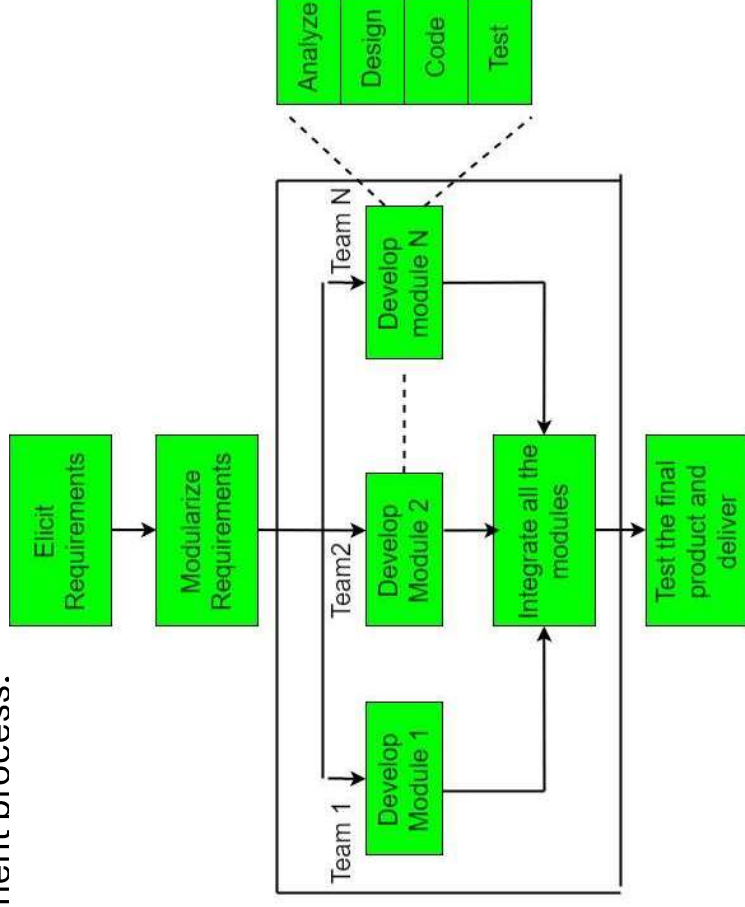 process.
Elicit
Requirements
Modularize
Requirements
Team 1
Team2
Team N
Develop
Module 1
Develop
Module 2
Develop
module N
Analyze
Design
Code
Test
Integrate all the
modules
Test the final
product and
deliver